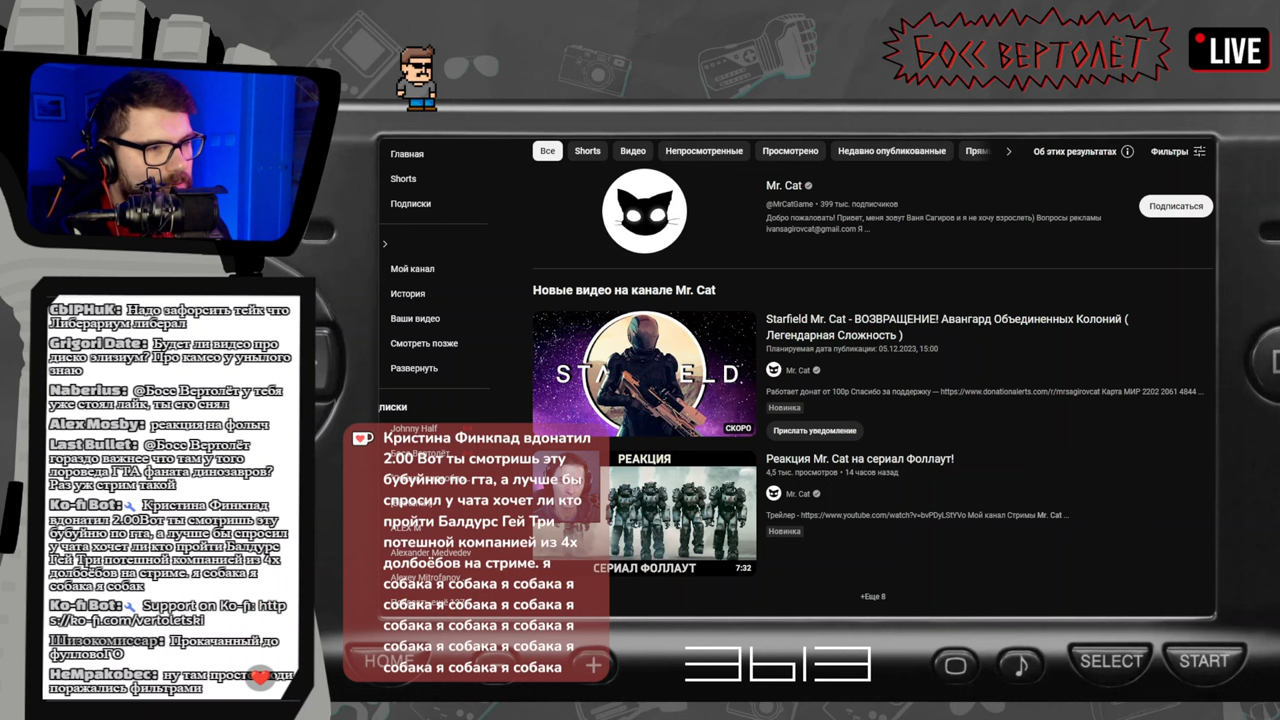 БОСС ВЕРТОЛЁТ
LIVE
Главная
Shorts
Подписки
Мой канал
История
Ваши видео
Смотреть позже
Развернуть
писки
Johnny Half
Alexander Medvedev
Alexey Mitrofanov
Все
Shorts
Видео
Непросмотренные
Просмотрено
Недавно опубликованные
Прям
Об этих результатах
Фильтры
Mr. Cat
@MrCatGame • 399 тыс. подписчиков
Добро пожаловать! Привет, меня зовут Ваня Сагиров и я не хочу взрослеть) Вопросы рекламы
ivansagirovcat@gmail.com Я ...
Подписаться
Новые видео на канале Mr. Cat
СКОРО
Starfield Mr. Cat - ВОЗВРАЩЕНИЕ! Авангард Объединенных Колоний (
Легендарная Сложность )
Планируемая дата публикации: 05.12.2023, 15:00
Mr. Cat
Работает донат от 100р Спасибо за поддержку — https://www.donationalerts.com/r/mrsagirovcat Карта МИР 2202 2061 4844 ...
Новинка
Прислать уведомление
РЕАКЦИЯ
СЕРИАЛ ФОЛЛАУТ
7:32
Реакция Mr. Cat на сериал Фоллаут!
4,5 тыс. просмотров • 14 часов назад
Mr. Cat
Трейлер - https://www.youtube.com/watch?v=bvPDyLStYVo Мой канал Стримы Mr. Cat ...
Новинка
+Еще 8
Кристина Финкпад вдонатил
2.00 Вот ты смотришь эту
бубуйню по гта, а лучше бы
спросил у чата хочет ли кто
пройти Балдурс Гей Три
потешной компанией из 4х
долбоёбов на стриме. я
собака я собака я собака я
собака я собака я собака я
собака я собака я собака я
собака я собака я собака я
собака я собака я собака
СЫРНиК: Надо зафорсить тейк что
Либерариум либерал
Grigori Date: Будет ли видео про
диско элизиум? Про камео у унылого
знаю
Naberius: @Босс Вертолёт у тебя
уже стоял лайк, ты его снял
Alex Mosby: реакция на фолыч
Last Bullet: @Босс Вертолёт
гораздо важнее что там у того
лороведа ГТА фаната динозавров?
Раз уж стрим такой
Ko-fi Bot: Кристина Финкпад
вдонатил 2.00Вот ты смотришь эту
бубуйню по гта, а лучше бы спросил
у чата хочет ли кто пройти Балдурс
Гей Три потешной компанией из 4х
долбоёбов на стриме. я собака я
собака я собак
Ko-fi Bot: Support on Ko-fi: http
s://ko-fi.com/vertoletski
Шизокомиссар: Прокачанный до
фулловоГО
НеМракobес: ну там просто
поражались фильтрами
HOME
SELECT
START